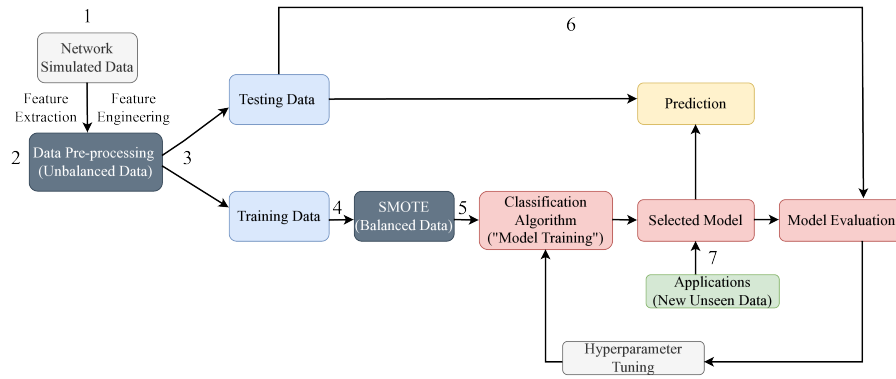 1
Network
Simulated Data
Feature
Extraction
Feature
Engineering
2
Data Pre-processing
(Unbalanced Data)
3
Testing Data
6
Prediction
Training Data
4
SMOTE
(Balanced Data)
5
Classification
Algorithm
("Model Training")
Selected Model
Model Evaluation
7
Applications
(New Unseen Data)
Hyperparameter
Tuning